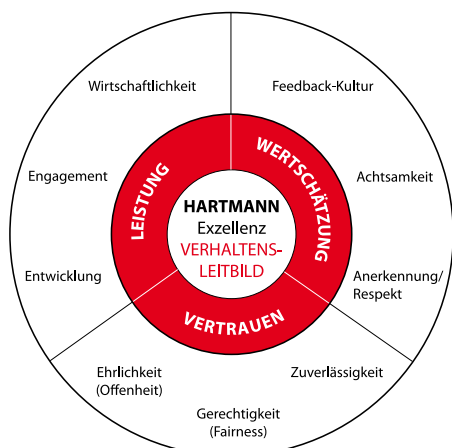 Wirtschaftlichkeit
Feedback-Kultur
Engagement
Achtsamkeit
Entwicklung
Anerkennung/
Respekt
LEISTUNG
WERTSCHÄTZUNG
VERTRAUEN
HARTMANN
Exzellenz
VERHALTENS-
LEITBILD
Ehrlichkeit
(Offenheit)
Gerechtigkeit
(Fairness)
Zuverlässigkeit